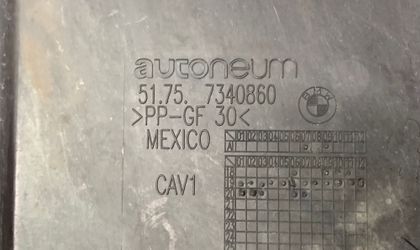 autoneum
51.75. 7340860
BMW
>PP-GF 30<
MEXICO
CAV1